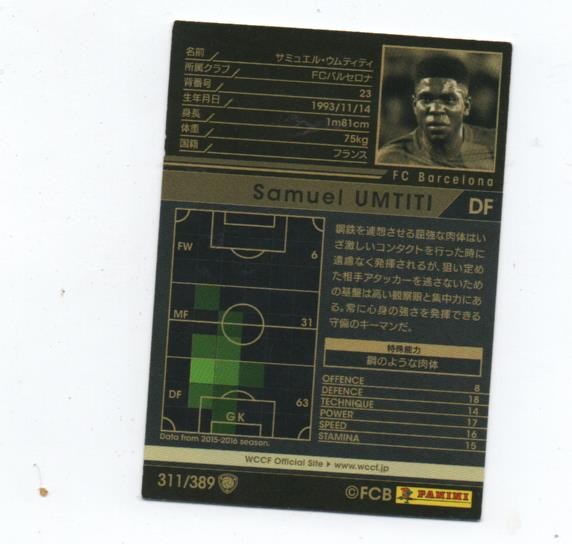 名前 サミュエル・ウムティティ
所属クラブ FCバルセロナ
背番号 23
生年月日 1993/11/14
身長 1m81cm
体重 75kg
国籍 フランス
FC Barcelona
Samuel UMTITI DF
FW 6
MF 31
DF 63
GK
Data from 2015-2016 season.
鋼鉄を連想させる屈強な肉体はい
ざ激しいコンタクトを行った時に
遠慮なく発揮されるが、狙い定め
た相手アタッカーを逃さないため
の基盤は高い観察眼と集中力にあ
る。常に心身の強さを発揮できる
守備のキーマンだ。
特殊能力
鋼のような肉体
OFFENCE 8
DEFENCE 18
TECHNIQUE 14
POWER 17
SPEED 16
STAMINA 15
WCCF Official Site ▶ www.wccf.jp
311/389
©FCB PANINI